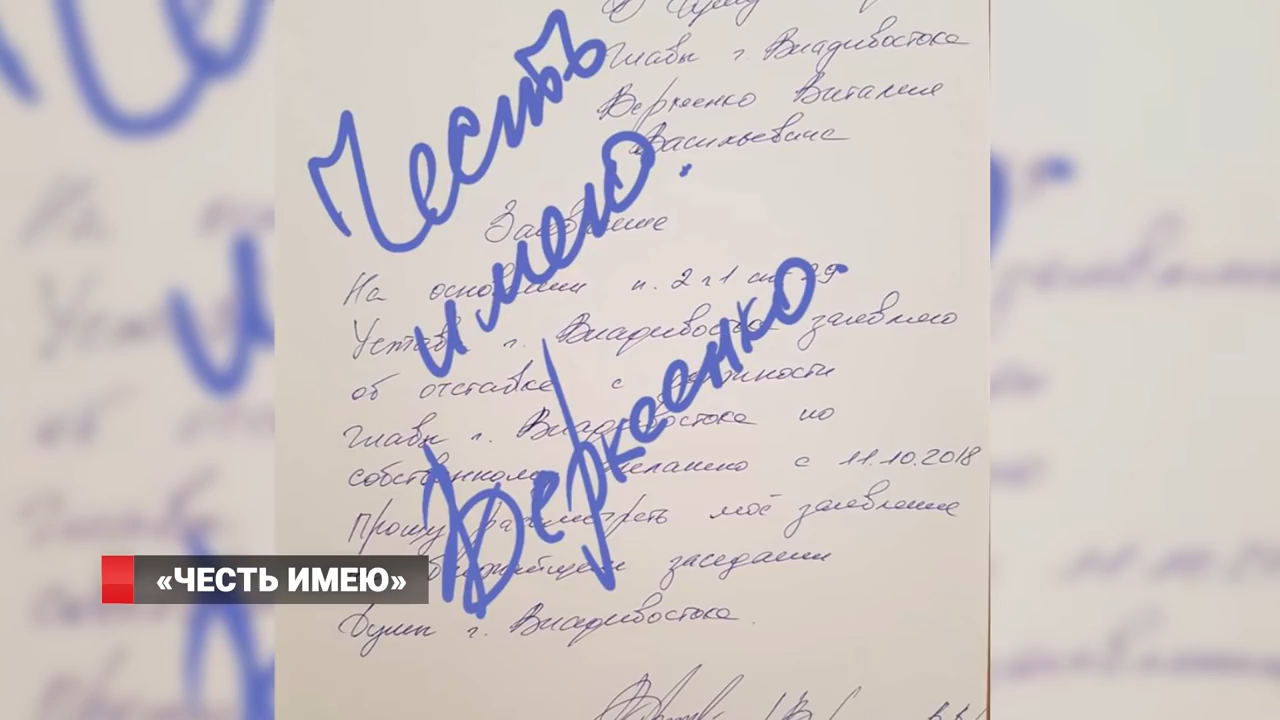 В Думу
Главы г. Владивостока
Веркеенко Виталия
Васильевича
Заявление
На основании п. 2 ч 1 ст 29
Устава г. Владивостока заявляю
об отставке с должности
главы г. Владивостока по
собственному желанию с 11.10.2018
Прошу рассмотреть моё заявление
ближайшем заседании
Думы г. Владивостока.
Честь
имею.
Веркеенко.
«ЧЕСТЬ ИМЕЮ»